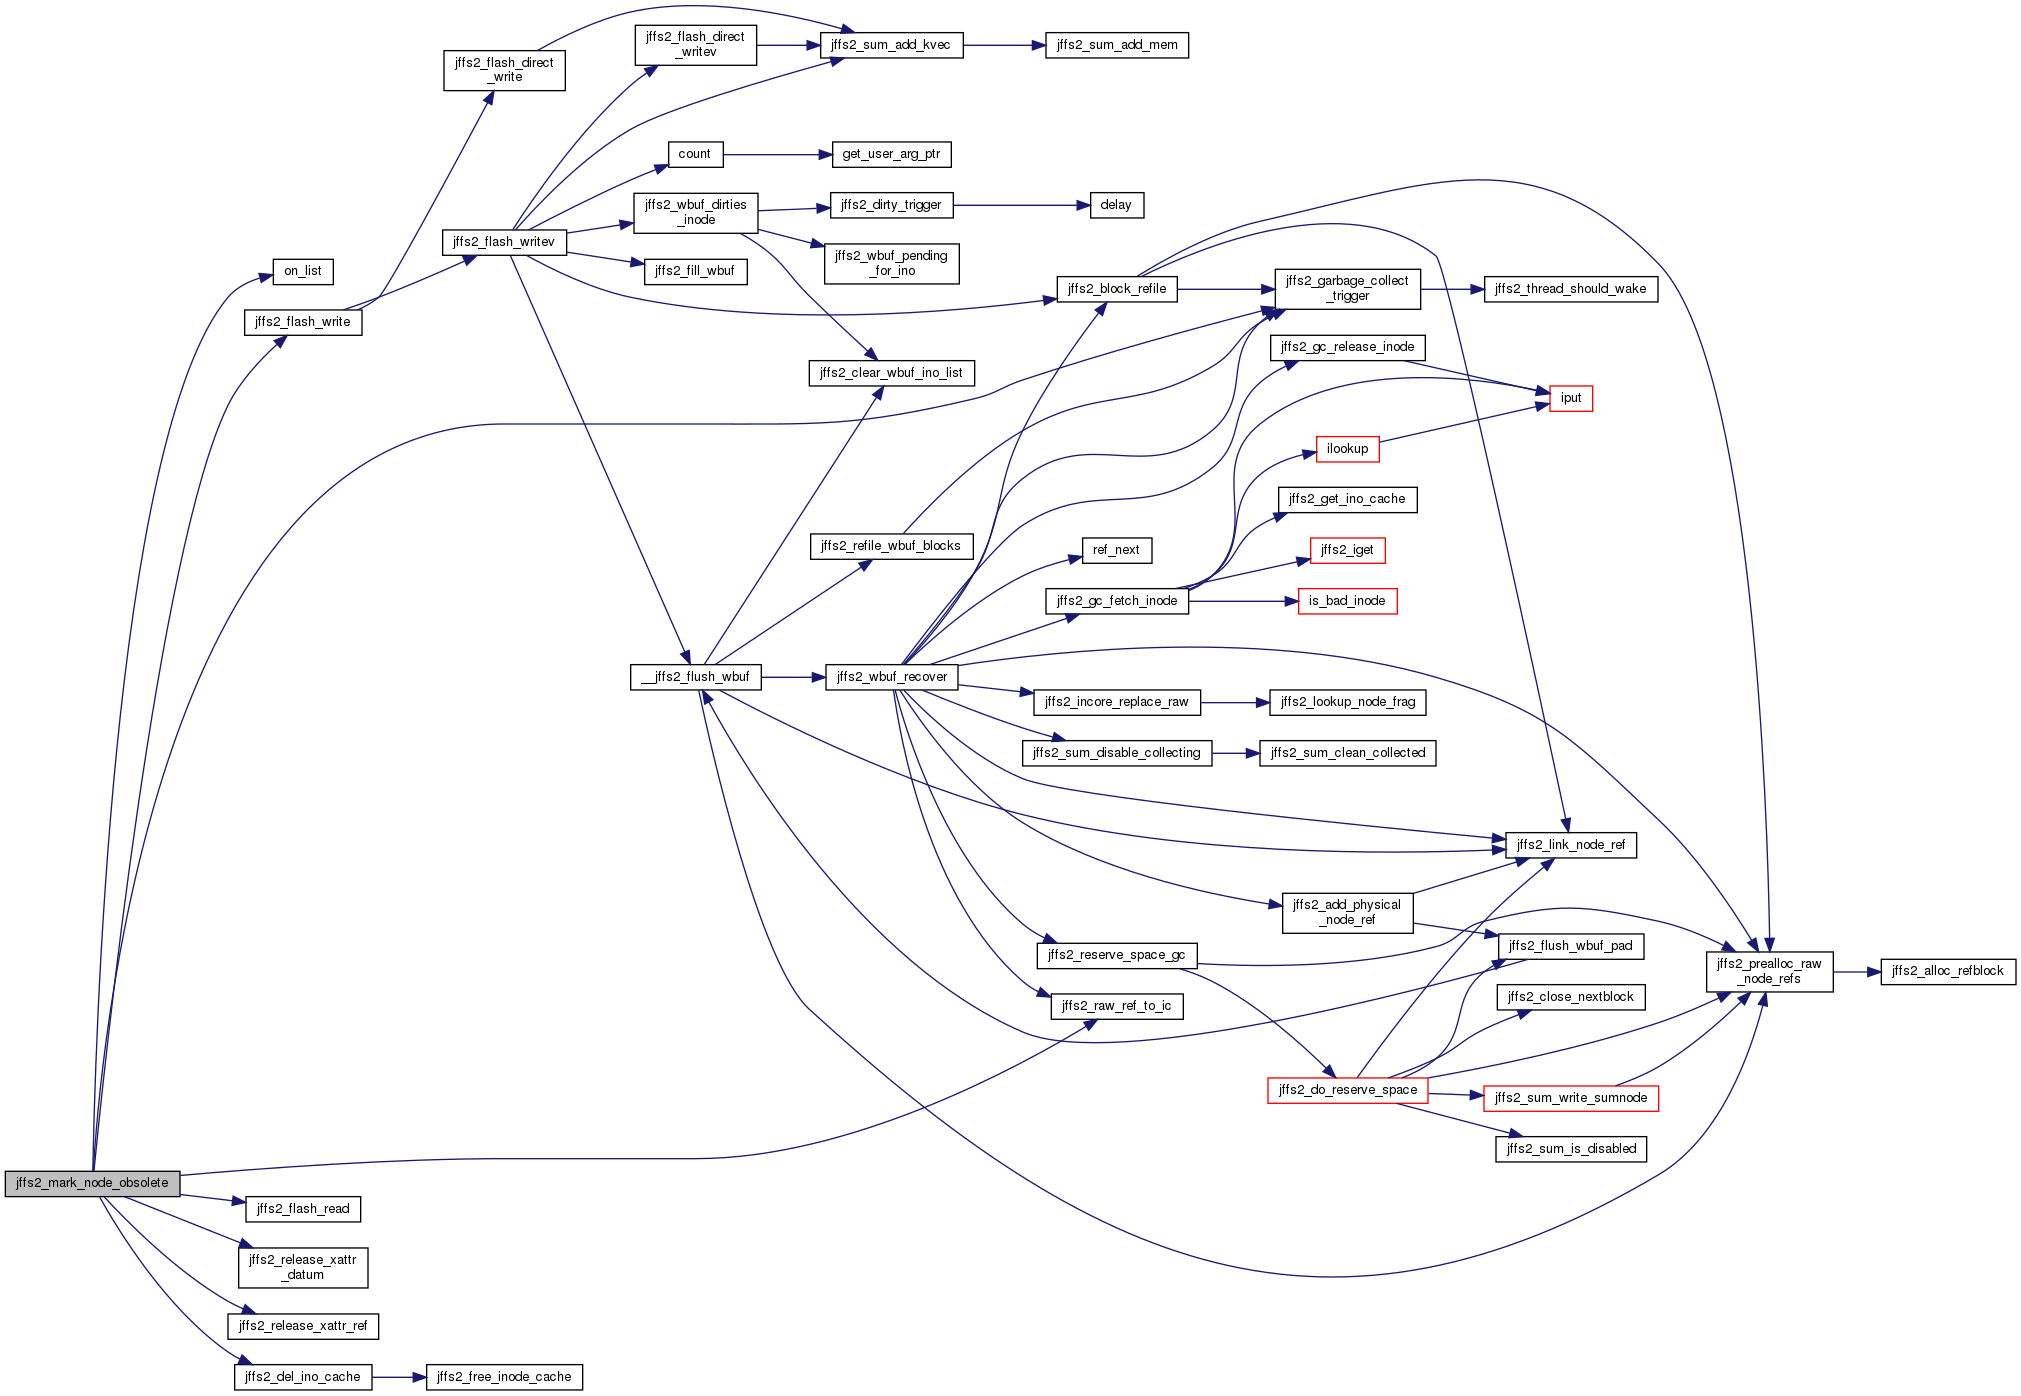 jffs2_flash_direct
_writev
jffs2_sum_add_kvec
jffs2_sum_add_mem
jffs2_flash_direct
_write
count
get_user_arg_ptr
jffs2_wbuf_dirties
_inode
jffs2_dirty_trigger
delay
jffs2_flash_writev
jffs2_wbuf_pending
_for_ino
on_list
jffs2_fill_wbuf
jffs2_block_refile
jffs2_garbage_collect
_trigger
jffs2_thread_should_wake
jffs2_flash_write
jffs2_gc_release_inode
jffs2_clear_wbuf_ino_list
iput
ilookup
jffs2_get_ino_cache
jffs2_refile_wbuf_blocks
ref_next
jffs2_iget
jffs2_gc_fetch_inode
is_bad_inode
__jffs2_flush_wbuf
jffs2_wbuf_recover
jffs2_incore_replace_raw
jffs2_lookup_node_frag
jffs2_sum_disable_collecting
jffs2_sum_clean_collected
jffs2_link_node_ref
jffs2_add_physical
_node_ref
jffs2_flush_wbuf_pad
jffs2_reserve_space_gc
jffs2_prealloc_raw
_node_refs
jffs2_alloc_refblock
jffs2_close_nextblock
jffs2_raw_ref_to_ic
jffs2_do_reserve_space
jffs2_sum_write_sumnode
jffs2_sum_is_disabled
jffs2_mark_node_obsolete
jffs2_flash_read
jffs2_release_xattr
_datum
jffs2_release_xattr_ref
jffs2_del_ino_cache
jffs2_free_inode_cache